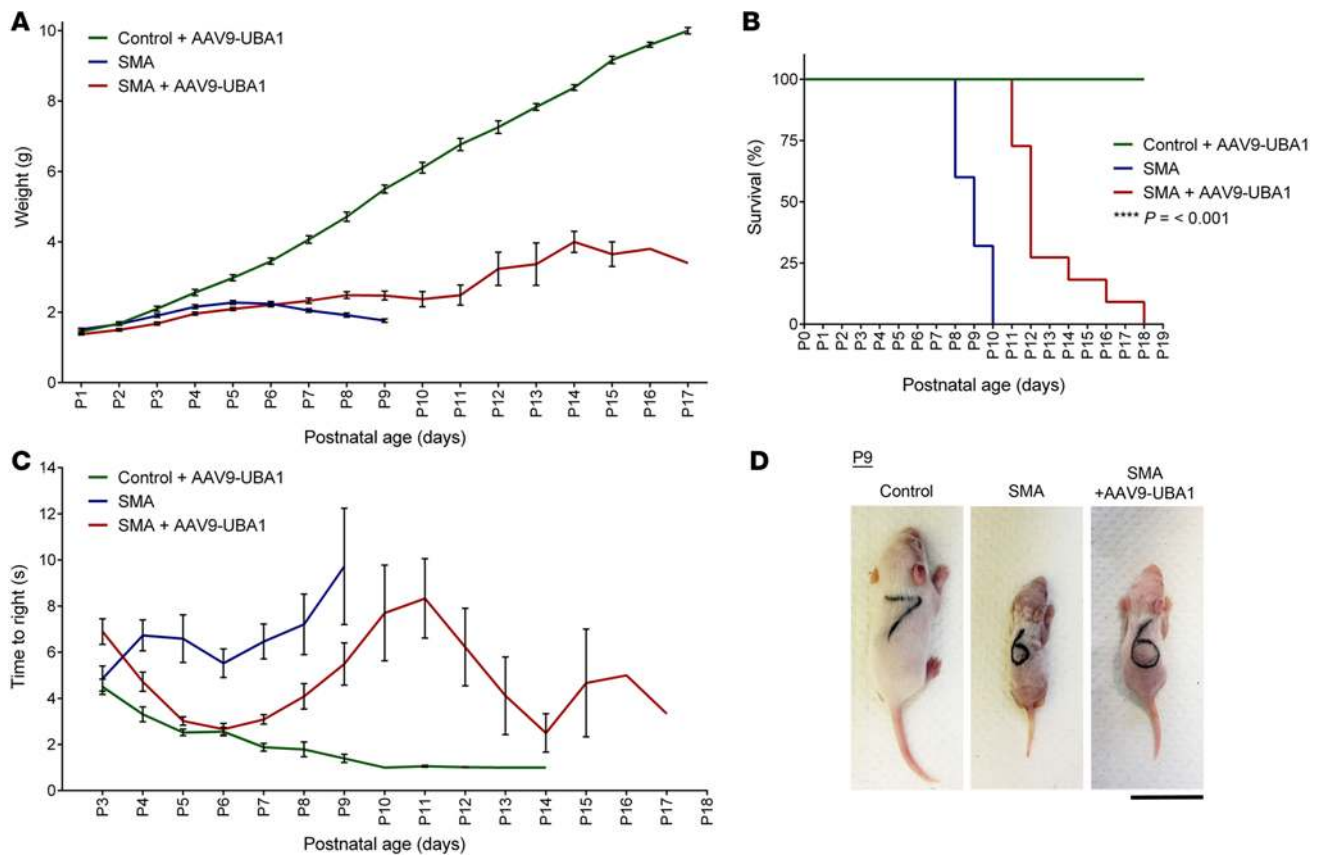 A
Control + AAV9-UBA1
SMA
SMA + AAV9-UBA1
Weight (g)
10
8
6
4
2
0
P1 P2 P3 P4 P5 P6 P7 P8 P9 P10 P11 P12 P13 P14 P15 P16 P17
Postnatal age (days)
B
Survival (%)
100
75
50
25
0
Control + AAV9-UBA1
SMA
SMA + AAV9-UBA1
**** P = < 0.001
P0 P1 P2 P3 P4 P5 P6 P7 P8 P9 P10 P11 P12 P13 P14 P15 P16 P17 P18 P19
Postnatal age (days)
C
Control + AAV9-UBA1
SMA
SMA + AAV9-UBA1
Time to right (s)
14
12
10
8
6
4
2
0
P3 P4 P5 P6 P7 P8 P9 P10 P11 P12 P13 P14 P15 P16 P17 P18
Postnatal age (days)
D
P9
Control
SMA
SMA
+AAV9-UBA1
7
6
6